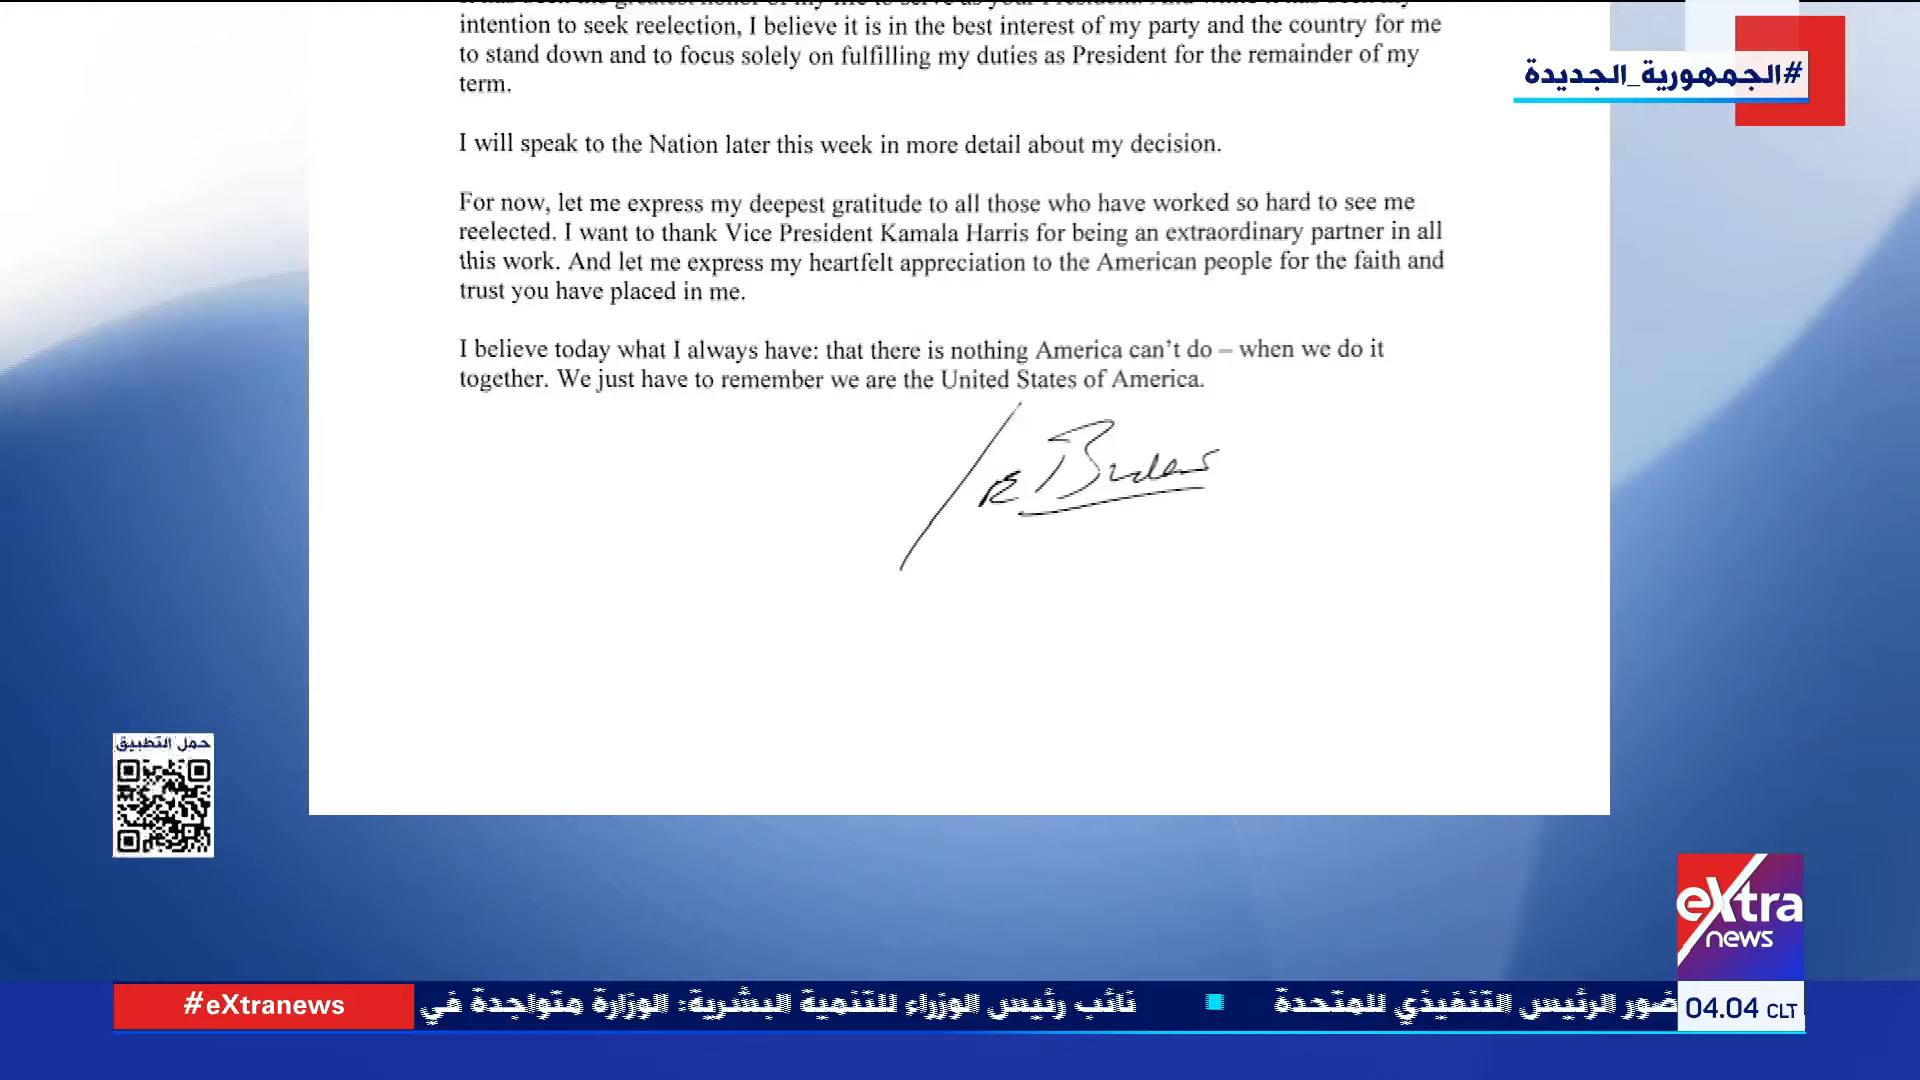 intention to seek reelection, I believe it is in the best interest of my party and the country for me
to stand down and to focus solely on fulfilling my duties as President for the remainder of my
term.
I will speak to the Nation later this week in more detail about my decision.
For now, let me express my deepest gratitude to all those who have worked so hard to see me
reelected. I want to thank Vice President Kamala Harris for being an extraordinary partner in all
this work. And let me express my heartfelt appreciation to the American people for the faith and
trust you have placed in me.
I believe today what I always have: that there is nothing America can’t do – when we do it
together. We just have to remember we are the United States of America.
Joe Biden
#الجمهورية_الجديدة
حمل التطبيق
eXtra
news
#eXtranews
الرئيس التنفيذي للمتحدة ■ نائب رئيس الوزراء للتنمية البشرية: الوزارة متواجدة في
04.04 CLT